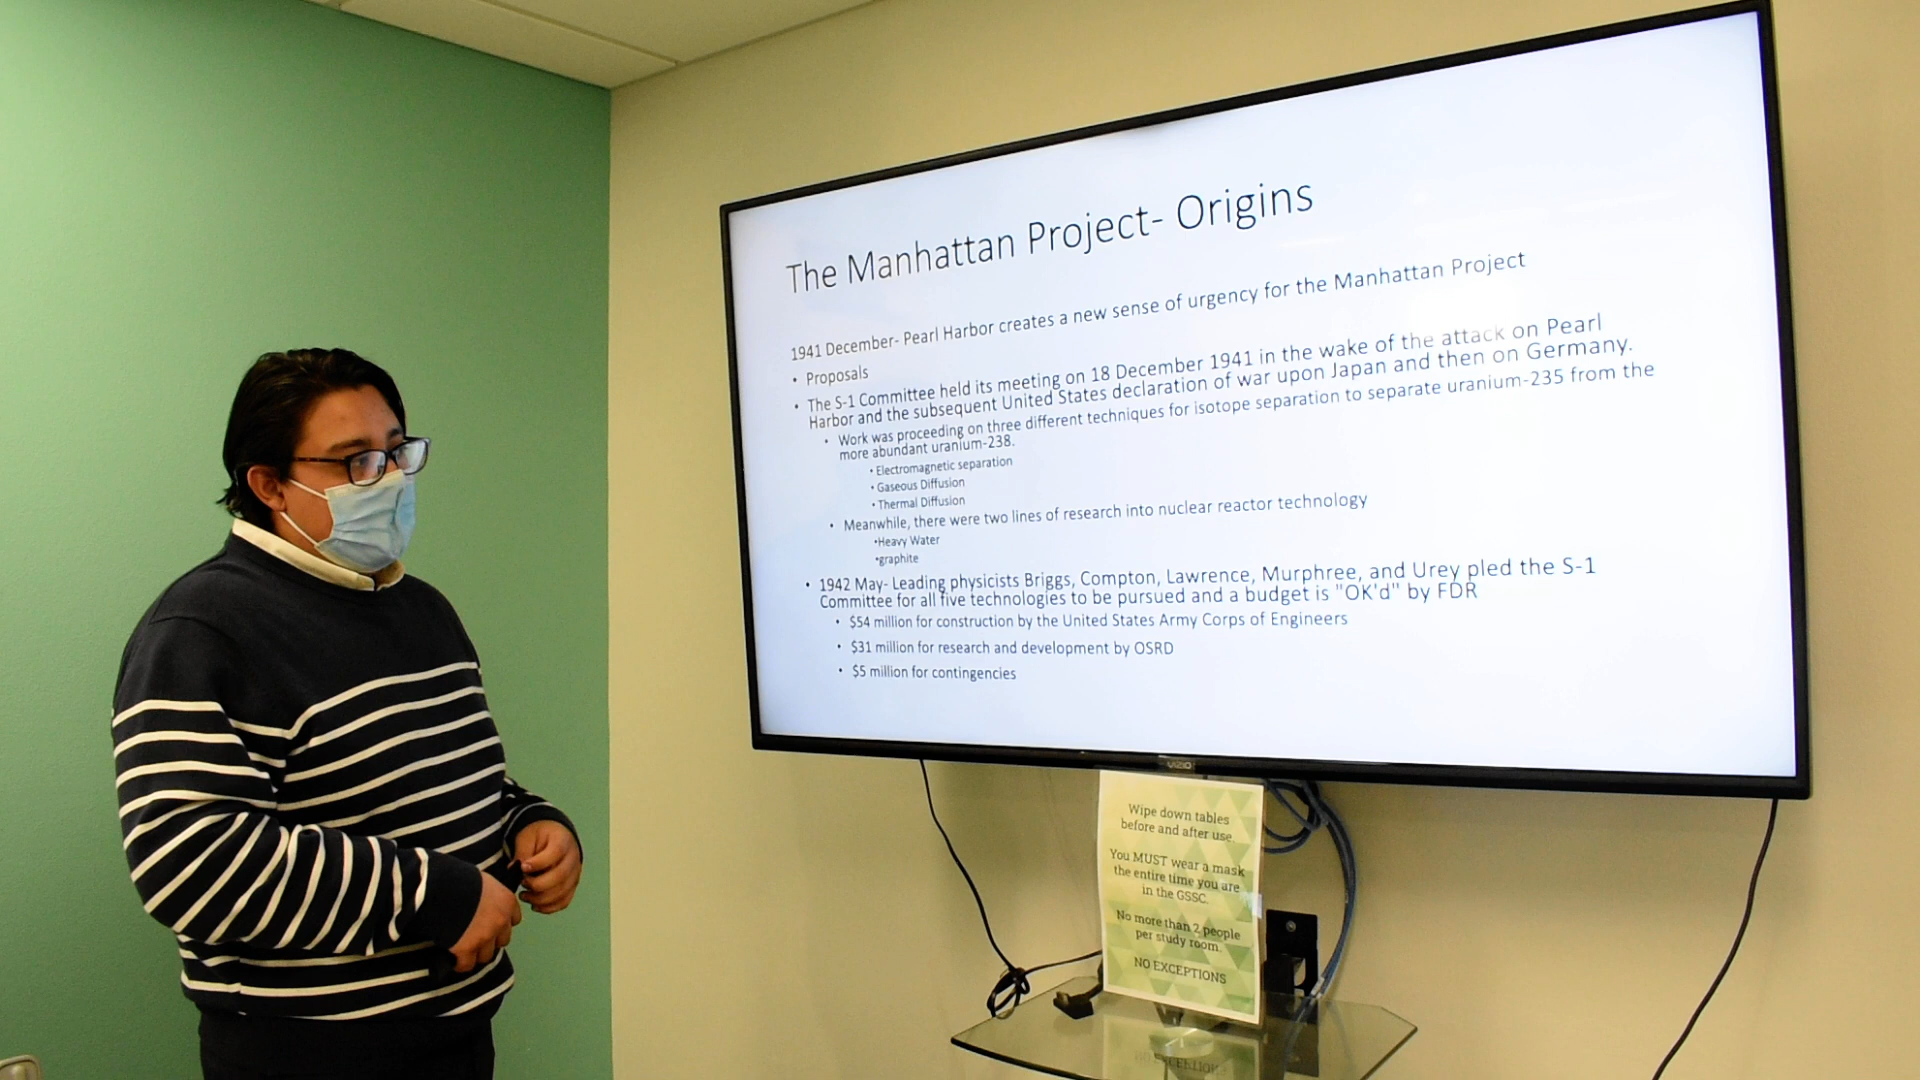 The Manhattan Project- Origins
1941 December- Pearl Harbor creates a new sense of urgency for the Manhattan Project
• Proposals
• The S-1 Committee held its meeting on 18 December 1941 in the wake of the attack on Pearl
Harbor and the subsequent United States declaration of war upon Japan and then on Germany.
• Work was proceeding on three different techniques for isotope separation to separate uranium-235 from the
more abundant uranium-238.
• Electromagnetic separation
• Gaseous Diffusion
• Thermal Diffusion
• Meanwhile, there were two lines of research into nuclear reactor technology
•Heavy Water
•graphite
• 1942 May- Leading physicists Briggs, Compton, Lawrence, Murphree, and Urey pled the S-1
Committee for all five technologies to be pursued and a budget is "OK'd" by FDR
• $54 million for construction by the United States Army Corps of Engineers
• $31 million for research and development by OSRD
• $5 million for contingencies
VIZIO
Wipe down tables
before and after use.
You MUST wear a mask
the entire time you are
in the GSSC.
No more than 2 people
per study room.
NO EXCEPTIONS